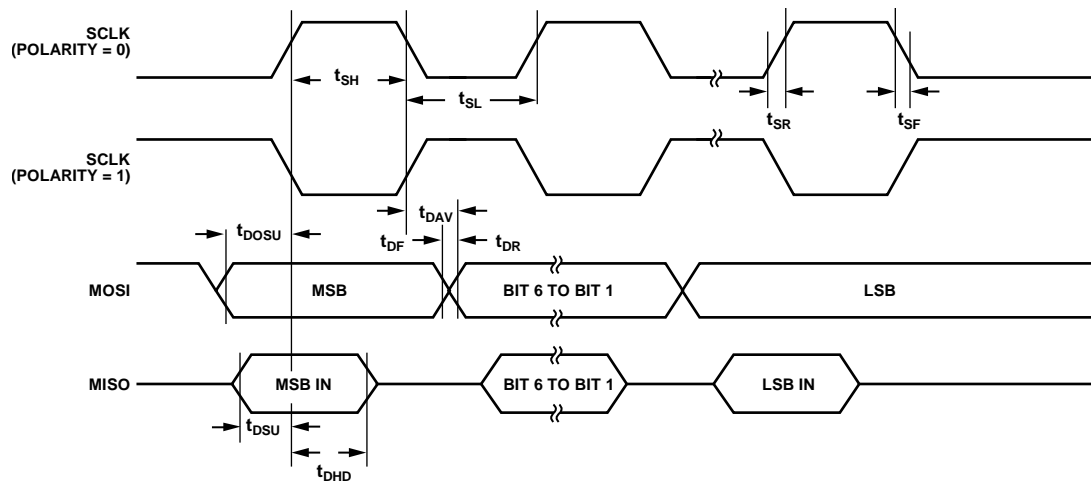 SCLK
(POLARITY = 0)
tSH
tSL
tSR
tSF
SCLK
(POLARITY = 1)
tDAV
tDOSU
tDF
tDR
MOSI
MSB
BIT 6 TO BIT 1
LSB
MISO
MSB IN
BIT 6 TO BIT 1
LSB IN
tDSU
tDHD